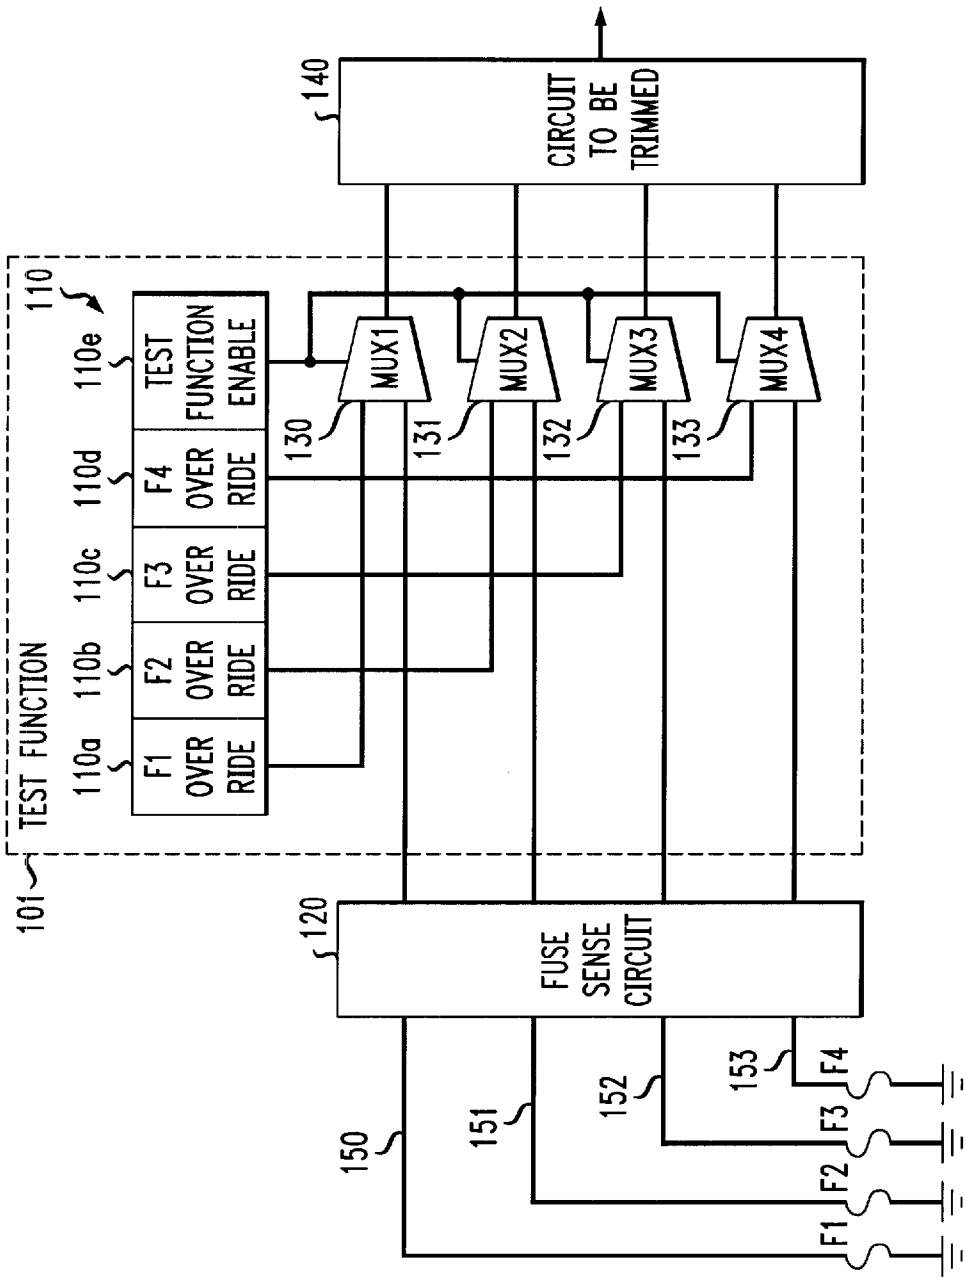 101
TEST FUNCTION
110
110a
110b
110c
110d
110e
F1
OVER
RIDE
F2
OVER
RIDE
F3
OVER
RIDE
F4
OVER
RIDE
TEST
FUNCTION
ENABLE
120
FUSE
SENSE
CIRCUIT
130
MUX1
131
MUX2
132
MUX3
133
MUX4
140
CIRCUIT
TO BE
TRIMMED
150
151
152
153
F1
F2
F3
F4